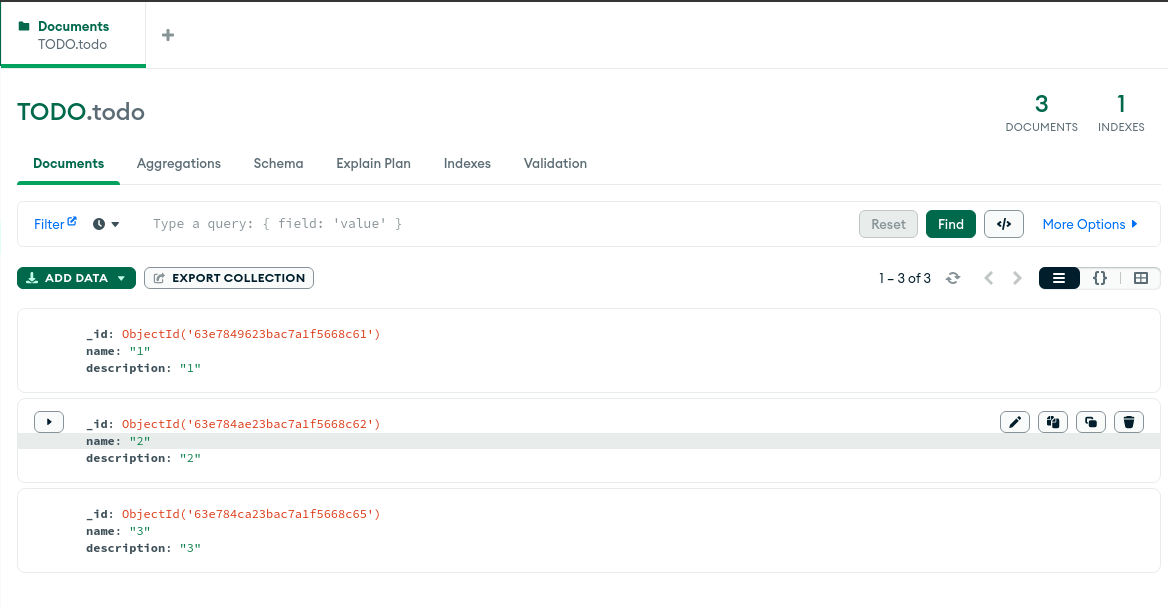 Documents
TODO.todo
TODO.todo
3
DOCUMENTS
1
INDEXES
Documents Aggregations Schema Explain Plan Indexes Validation
Filter Type a query: { field: 'value' } Reset Find </> More Options
ADD DATA EXPORT COLLECTION 1 – 3 of 3 {}
_id: ObjectId('63e7849623bac7a1f5668c61')
name: "1"
description: "1"
_id: ObjectId('63e784ae23bac7a1f5668c62')
name: "2"
description: "2"
_id: ObjectId('63e784ca23bac7a1f5668c65')
name: "3"
description: "3"